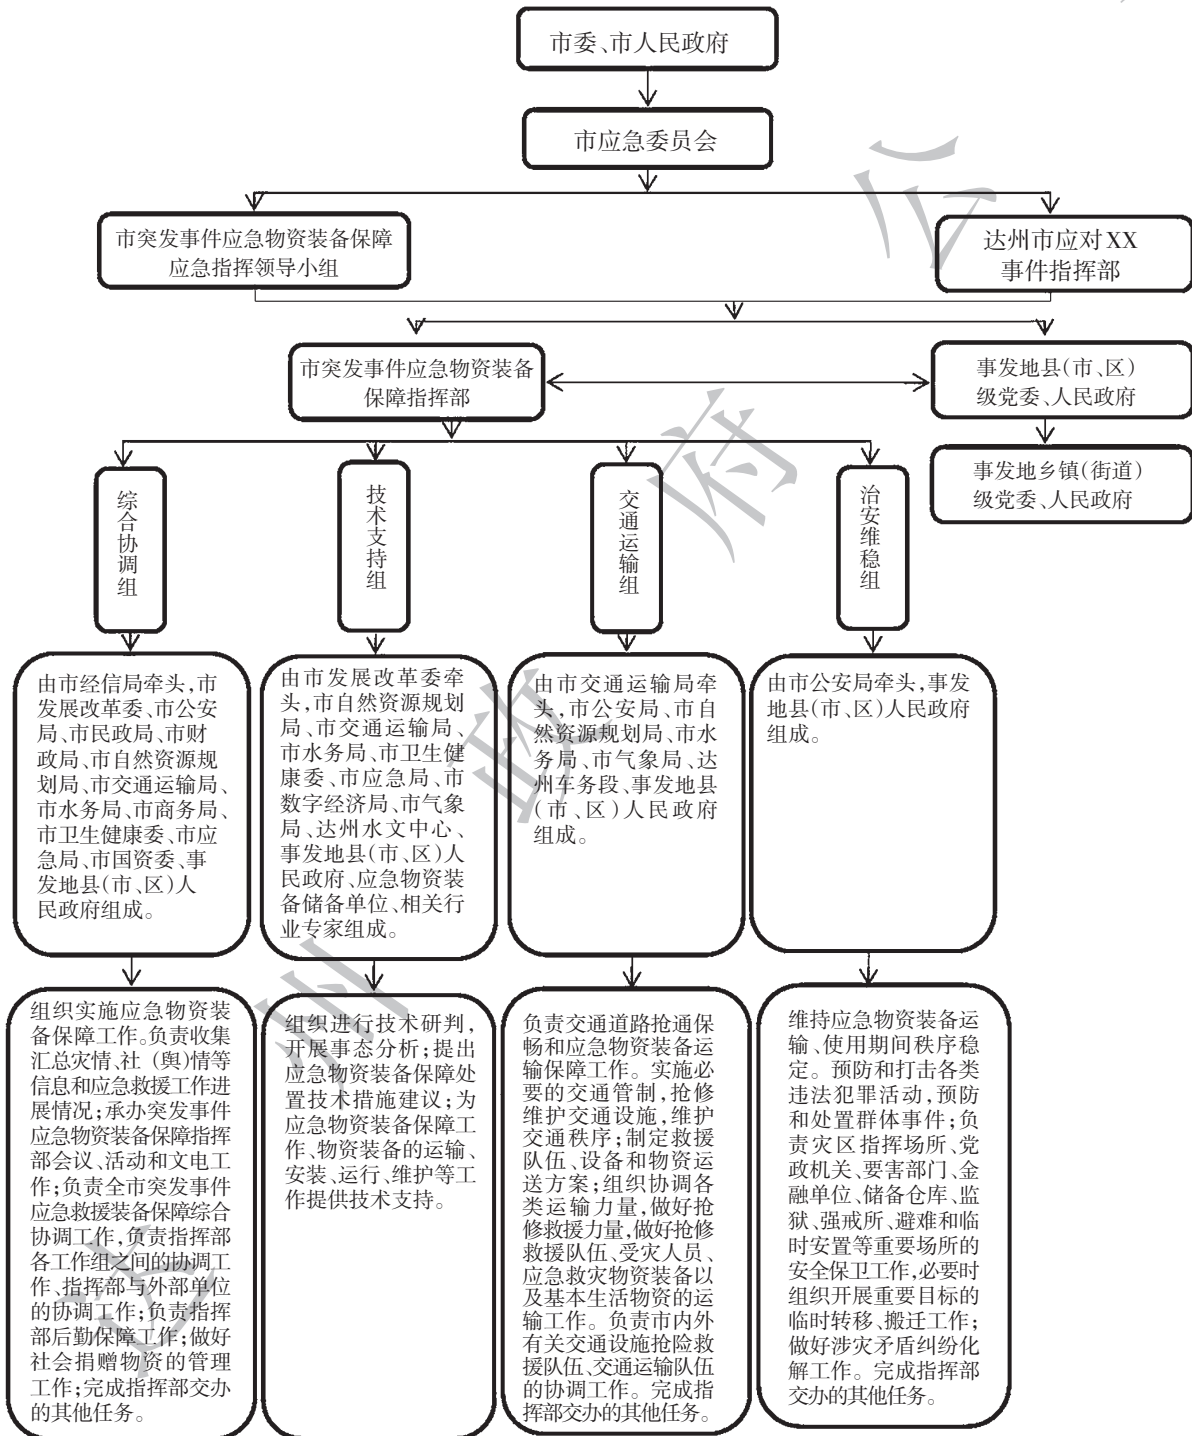 市委、市人民政府
市应急委员会
市突发事件应急物资装备保障
应急指挥领导小组
达州市应对XX
事件指挥部
市突发事件应急物资装备
保障指挥部
事发地县(市、区)
级党委、人民政府
事发地乡镇(街道)
级党委、人民政府
综合协调组
技术支持组
交通运输组
治安维稳组
由市经信局牵头,市
发展改革委、市公安
局、市民政局、市财
政局、市自然资源规
划局、市交通运输局、
市水务局、市商务局、
市卫生健康委、市应
急局、市国资委、事
发地县(市、区)人
民政府组成。
由市发展改革委牵
头,市自然资源规划
局、市交通运输局、
市水务局、市卫生健
康委、市应急局、市
数字经济局、市气象
局、达州水文中心、
事发地县(市、区)人
民政府、应急物资装
备储备单位、相关行
业专家组成。
由市交通运输局牵
头,市公安局、市自
然资源规划局、市水
务局、市气象局、达
州车务段、事发地县
(市、区)人民政府
组成。
由市公安局牵头,事发
地县(市、区)人民政府
组成。
组织实施应急物资装
备保障工作。负责收集
汇总灾情、社(舆)情等
信息和应急救援工作进
展情况;承办突发事件
应急物资装备保障指挥
部会议、活动和文电工
作;负责全市突发事件
应急救援装备保障综合
协调工作,负责指挥部
各工作组之间的协调工
作、指挥部与外部单位
的协调工作;负责指挥
部后勤保障工作;做好
社会捐赠物资的管理
工作;完成指挥部交办
的其他任务。
组织进行技术研判,
开展事态分析;提出
应急物资装备保障处
置技术措施建议;为
应急物资装备保障工
作、物资装备的运输、
安装、运行、维护等工
作提供技术支持。
负责交通道路抢通保
畅和应急物资装备运
输保障工作。实施必
要的交通管制,抢修
维护交通设施,维护
交通秩序;制定救援
队伍、设备和物资运
送方案;组织协调各
类运输力量,做好抢
修救援力量,做好抢修
救援队伍、受灾人员、
应急救灾物资装备以
及基本生活物资的运
输工作。负责市内外
有关交通设施抢险救
援队伍、交通运输队伍
的协调工作。完成指
挥部交办的其他任务。
维持应急物资装备运
输、使用期间秩序稳
定。预防和打击各类
违法犯罪活动,预防
和处置群体事件;负
责灾区指挥场所、党
政机关、要害部门、金
融单位、储备仓库、监
狱、强戒所、避难和临
时安置等重要场所的
安全保卫工作,必要时
组织开展重要目标的
临时转移、搬迁工作;
做好涉灾矛盾纠纷化
解工作。完成指挥部
交办的其他任务。
达州政府公